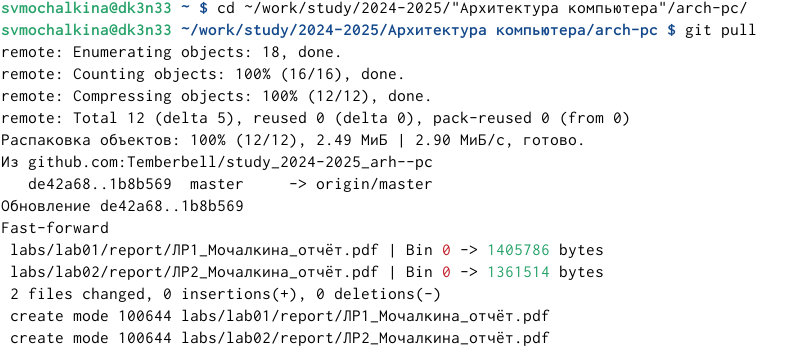 svmochalkina@dk3n33 ~ $ cd ~/work/study/2024-2025/"Архитектура компьютера"/arch-pc/
svmochalkina@dk3n33 ~/work/study/2024-2025/Архитектура компьютера/arch-pc $ git pull
remote: Enumerating objects: 18, done.
remote: Counting objects: 100% (16/16), done.
remote: Compressing objects: 100% (12/12), done.
remote: Total 12 (delta 5), reused 0 (delta 0), pack-reused 0 (from 0)
Распаковка объектов: 100% (12/12), 2.49 МиБ | 2.90 МиБ/с, готово.
Из github.com:Temberbell/study_2024-2025_arh--pc
   de42a68..1b8b569  master     -> origin/master
Обновление de42a68..1b8b569
Fast-forward
 labs/lab01/report/ЛР1_Мочалкина_отчёт.pdf | Bin 0 -> 1405786 bytes
 labs/lab02/report/ЛР2_Мочалкина_отчёт.pdf | Bin 0 -> 1361514 bytes
 2 files changed, 0 insertions(+), 0 deletions(-)
 create mode 100644 labs/lab01/report/ЛР1_Мочалкина_отчёт.pdf
 create mode 100644 labs/lab02/report/ЛР2_Мочалкина_отчёт.pdf